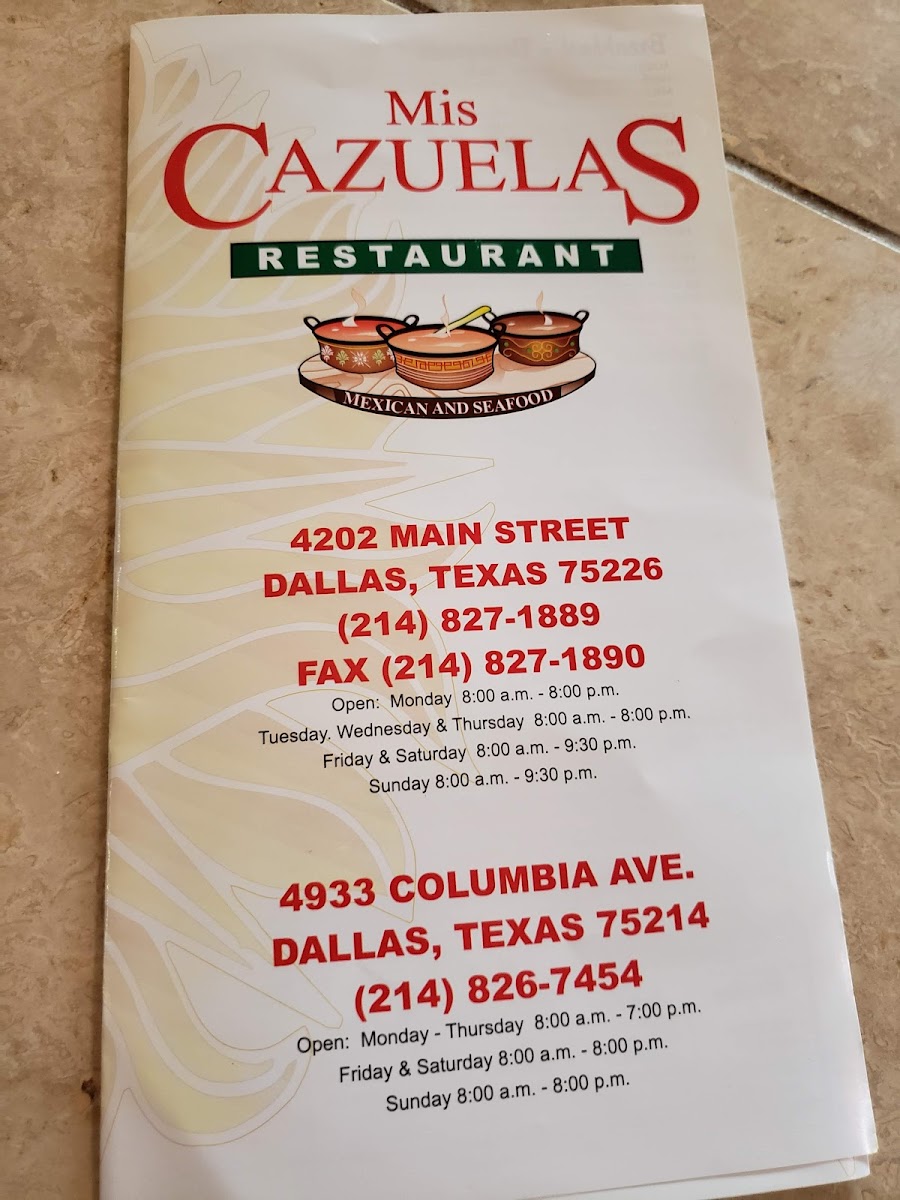 Mis
CAZUELAS
RESTAURANT
MEXICAN AND SEAFOOD
4202 MAIN STREET
DALLAS, TEXAS 75226
(214) 827-1889
FAX (214) 827-1890
Open: Monday 8:00 a.m. - 8:00 p.m.
Tuesday. Wednesday & Thursday 8:00 a.m. - 8:00 p.m.
Friday & Saturday 8:00 a.m. - 9:30 p.m.
Sunday 8:00 a.m. - 9:30 p.m.
4933 COLUMBIA AVE.
DALLAS, TEXAS 75214
(214) 826-7454
Open: Monday - Thursday 8:00 a.m. - 7:00 p.m.
Friday & Saturday 8:00 a.m. - 8:00 p.m.
Sunday 8:00 a.m. - 8:00 p.m.